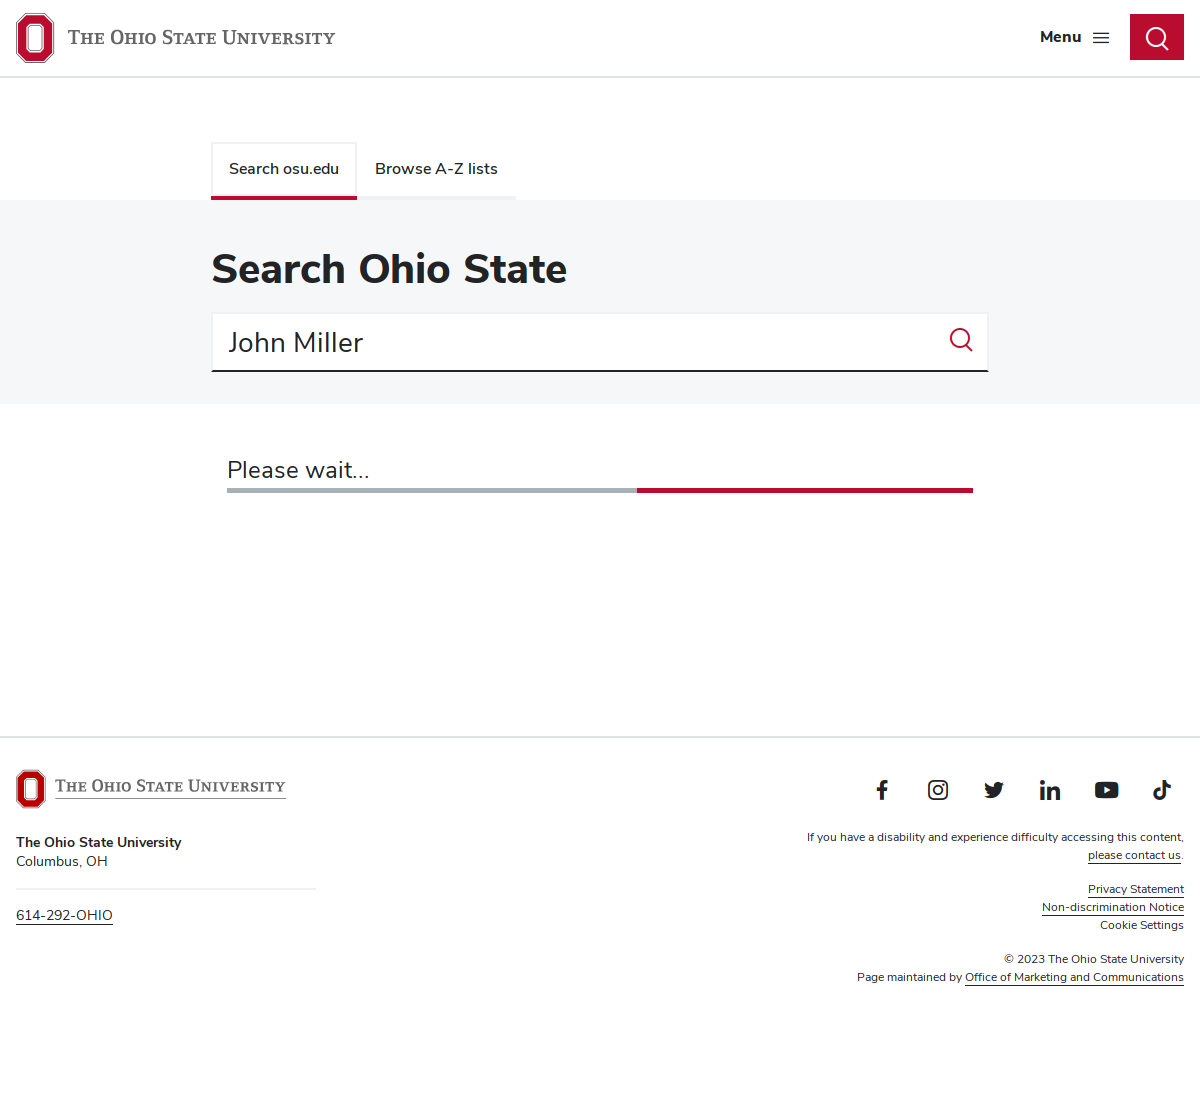 THE OHIO STATE UNIVERSITY
Menu
Search osu.edu
Browse A-Z lists
Search Ohio State
John Miller
Please wait...
THE OHIO STATE UNIVERSITY
The Ohio State University
Columbus, OH
614-292-OHIO
If you have a disability and experience difficulty accessing this content,
please contact us.
Privacy Statement
Non-discrimination Notice
Cookie Settings
© 2023 The Ohio State University
Page maintained by Office of Marketing and Communications